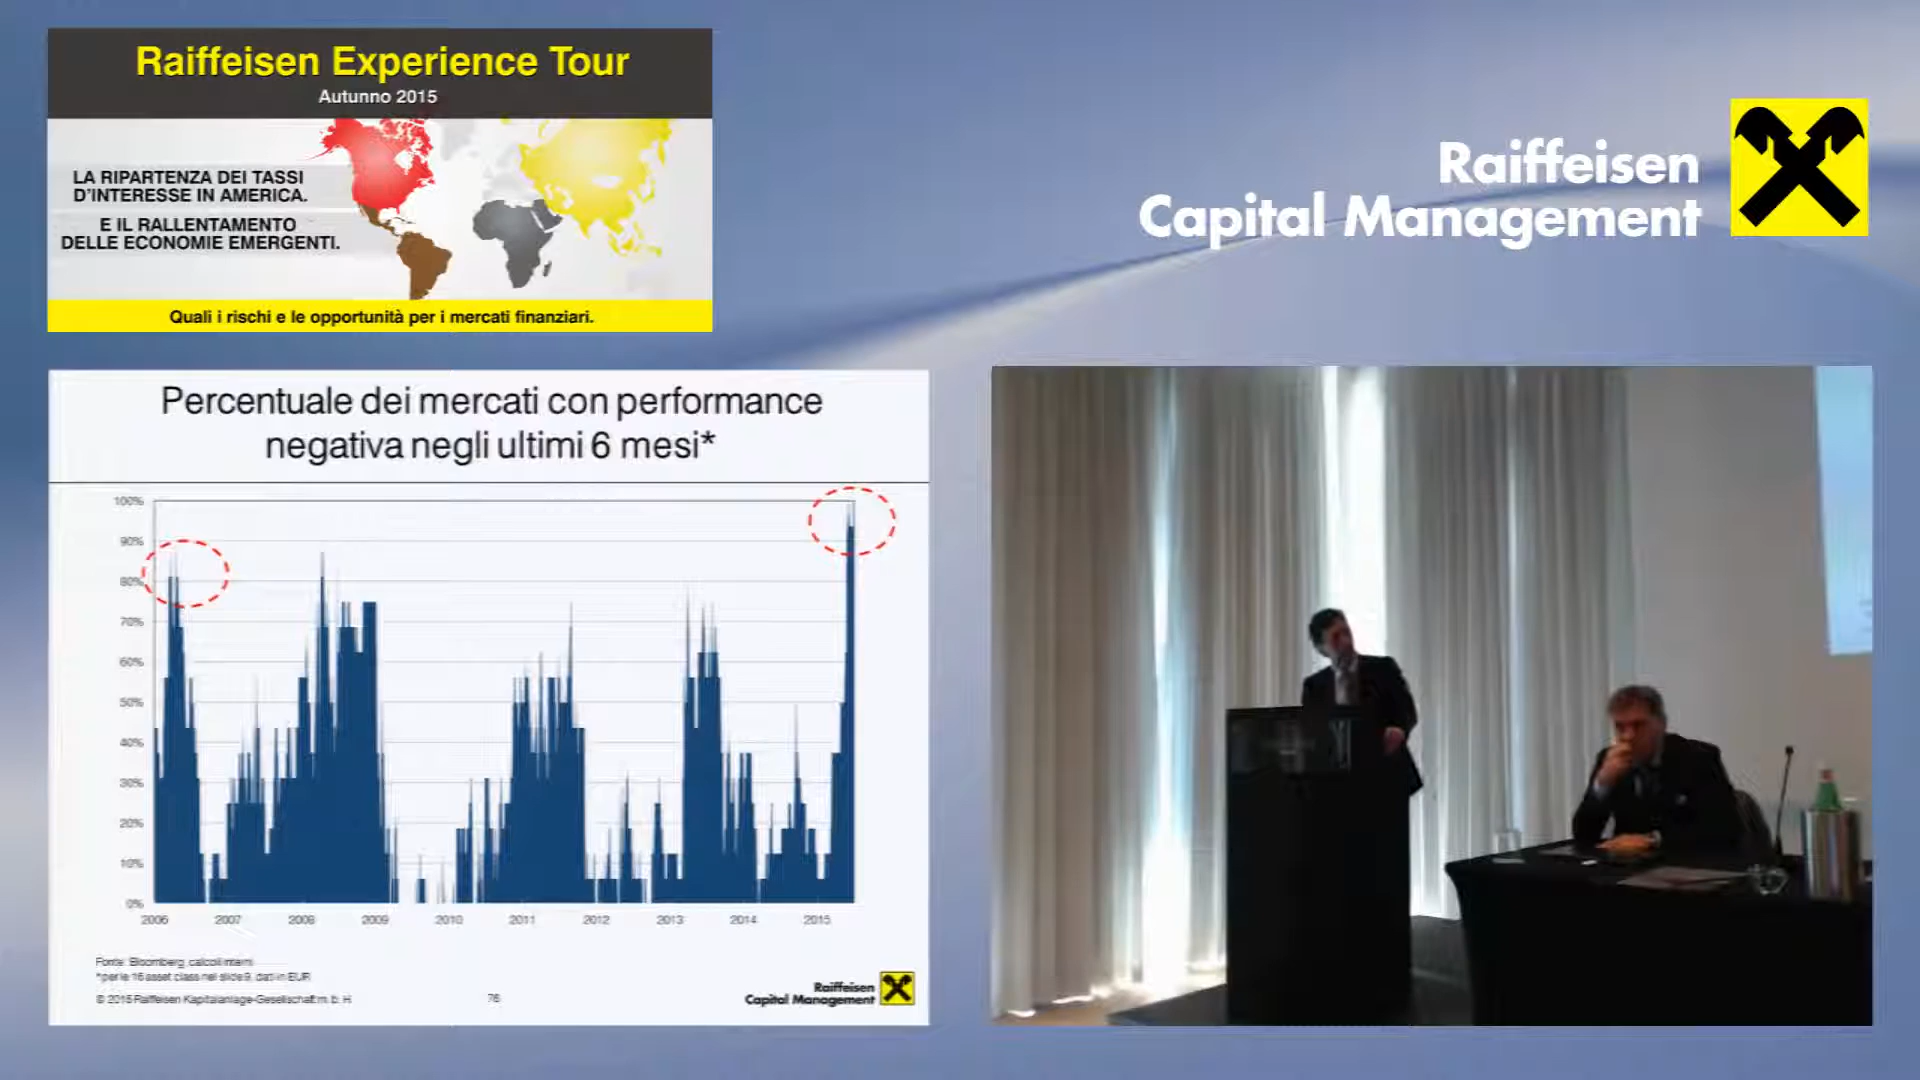 Raiffeisen Experience Tour
Autunno 2015
LA RIPARTENZA DEI TASSI
D'INTERESSE IN AMERICA.
E IL RALLENTAMENTO
DELLE ECONOMIE EMERGENTI.
Quali i rischi e le opportunità per i mercati finanziari.
Raiffeisen
Capital Management
Percentuale dei mercati con performance
negativa negli ultimi 6 mesi*
100%
90%
80%
70%
60%
50%
40%
30%
20%
10%
0%
2006 2007 2008 2009 2010 2011 2012 2013 2014 2015
Fonte: Bloomberg, calcoli interni
*per le 16 asset class nel slide 9, dati in EUR
© 2015 Raiffeisen Kapitalanlage-Gesellschaft m. b. H
76
Raiffeisen
Capital Management